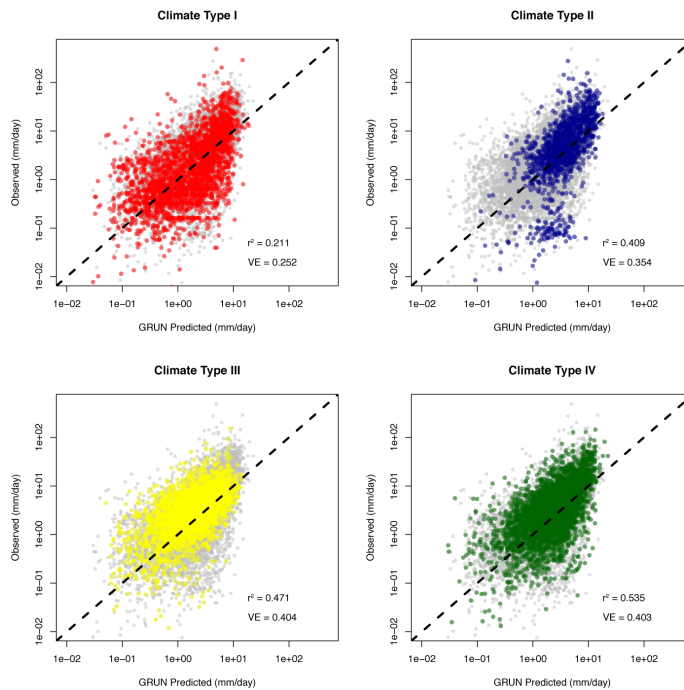 Climate Type I
Observed (mm/day)
1e+02
1e+01
1e+00
1e−01
1e−02
r² = 0.211
VE = 0.252
1e−02 1e−01 1e+00 1e+01 1e+02
GRUN Predicted (mm/day)
Climate Type II
Observed (mm/day)
1e+02
1e+01
1e+00
1e−01
1e−02
r² = 0.409
VE = 0.354
1e−02 1e−01 1e+00 1e+01 1e+02
GRUN Predicted (mm/day)
Climate Type III
Observed (mm/day)
1e+02
1e+01
1e+00
1e−01
1e−02
r² = 0.471
VE = 0.404
1e−02 1e−01 1e+00 1e+01 1e+02
GRUN Predicted (mm/day)
Climate Type IV
Observed (mm/day)
1e+02
1e+01
1e+00
1e−01
1e−02
r² = 0.535
VE = 0.403
1e−02 1e−01 1e+00 1e+01 1e+02
GRUN Predicted (mm/day)